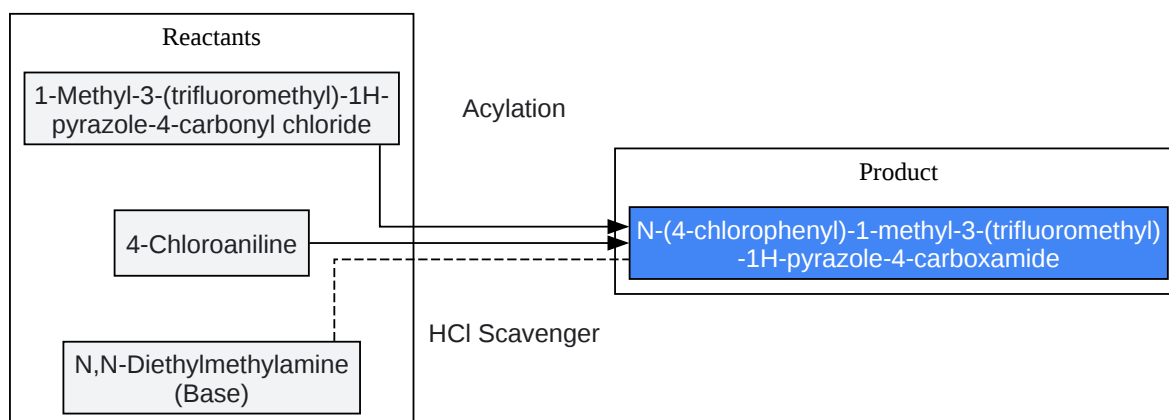 Reactants
1-Methyl-3-(trifluoromethyl)-1H-
pyrazole-4-carbonyl chloride
Acylation
Product
4-Chloroaniline
N-(4-chlorophenyl)-1-methyl-3-(trifluoromethyl)
-1H-pyrazole-4-carboxamide
HCl Scavenger
N,N-Diethylmethylamine
(Base)